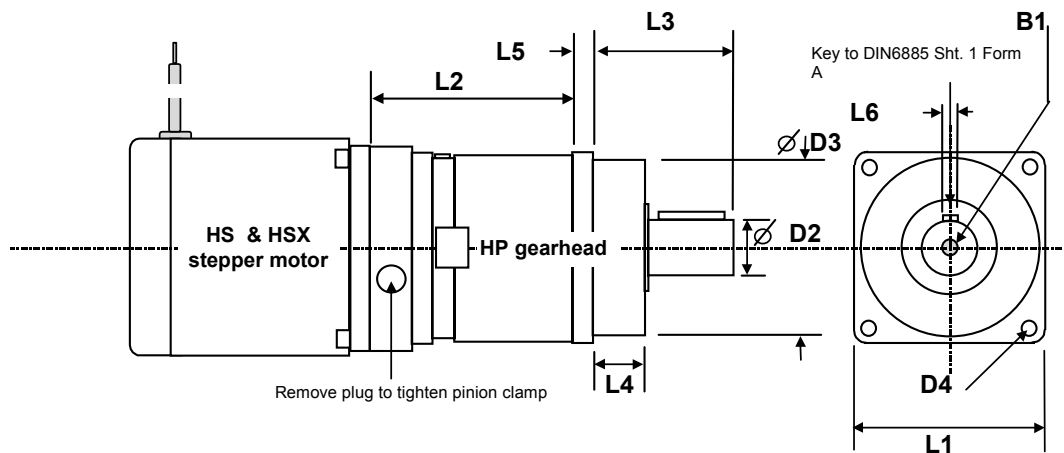 L3
B1
L5
Key to DIN6885 Sht. 1 Form
A
L2
L6
∅ D3
HS & HSX
stepper motor
HP gearhead
∅ D2
L4
D4
Remove plug to tighten pinion clamp
L1